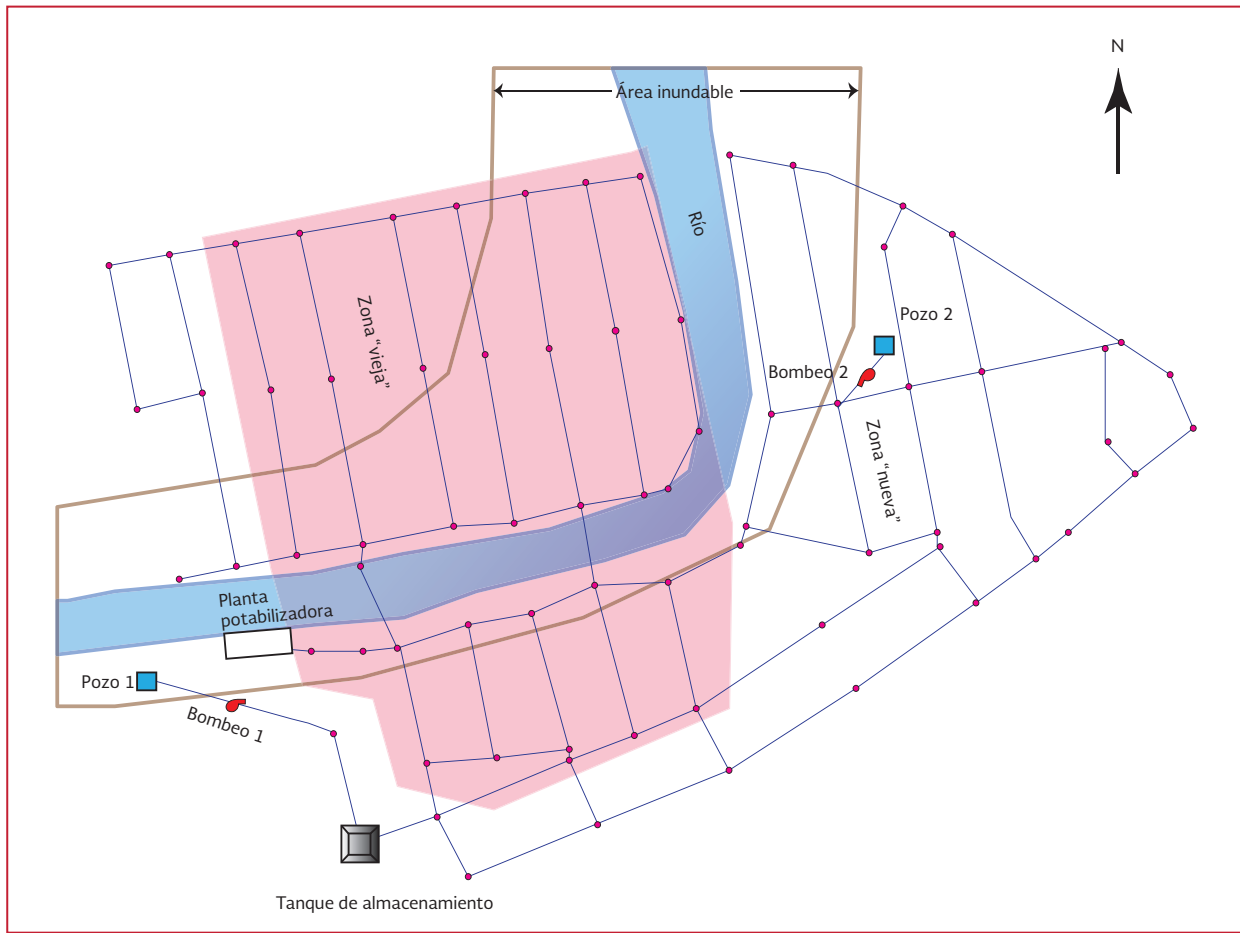 N
Área inundable
Río
Zona "vieja"
Pozo 2
Bombeo 2
Zona "nueva"
Planta
potabilizadora
Pozo 1
Bombeo 1
Tanque de almacenamiento